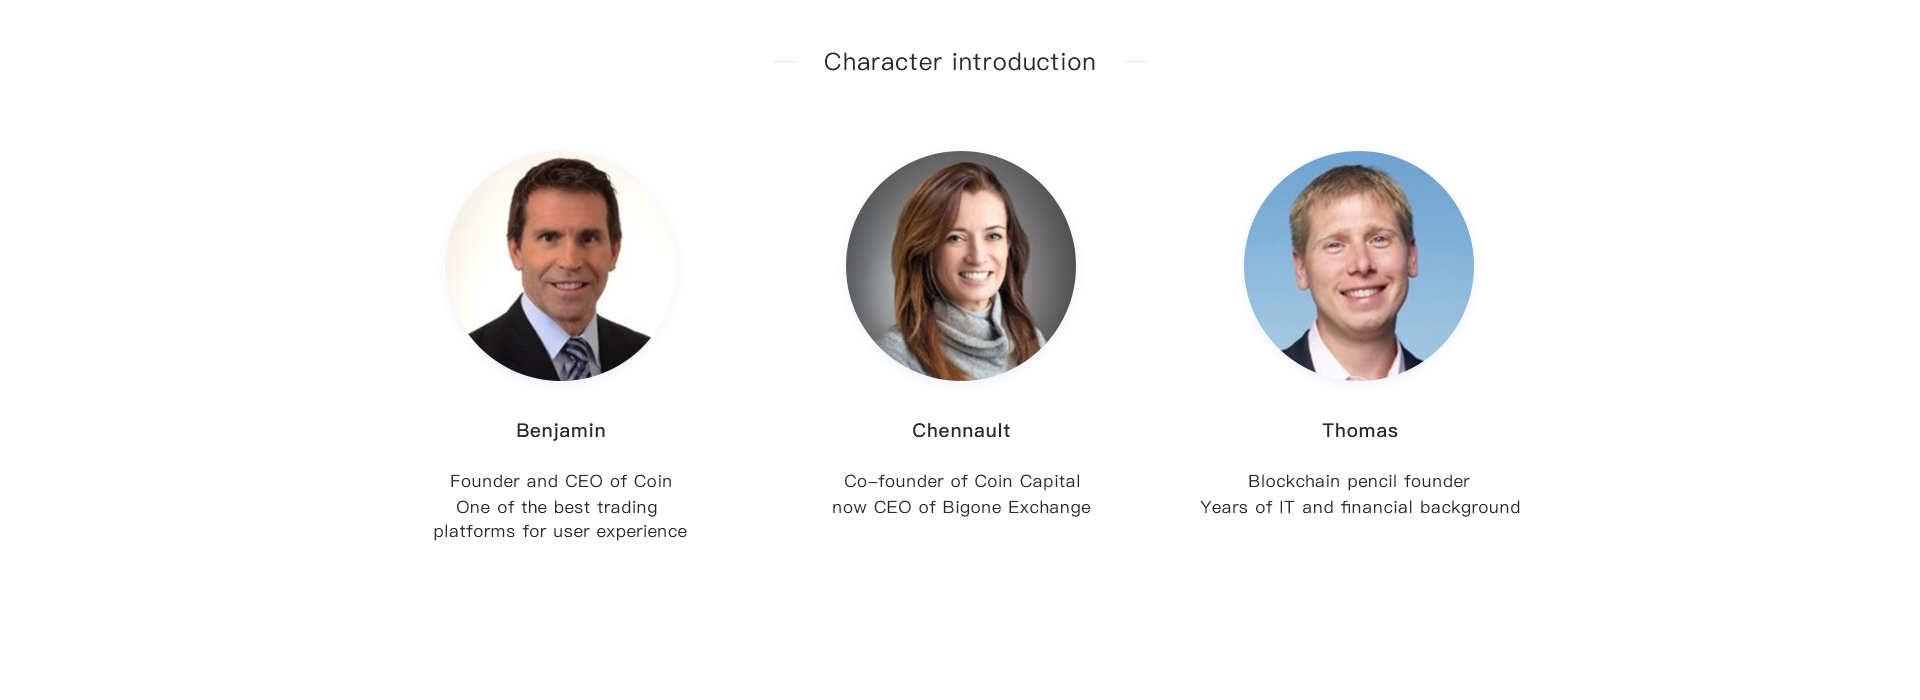 Character introduction
Benjamin
Founder and CEO of Coin
One of the best trading
platforms for user experience
Chennault
Co-founder of Coin Capital
now CEO of Bigone Exchange
Thomas
Blockchain pencil founder
Years of IT and financial background